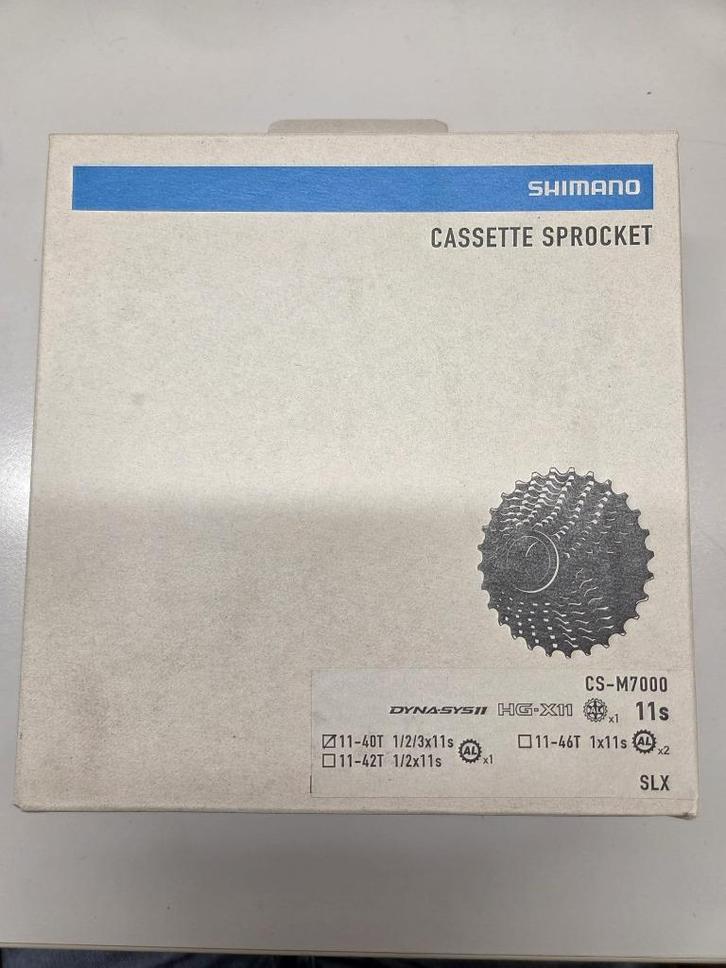 SHIMANO
CASSETTE SPROCKET
CS-M7000
DYNA-SYS11 HG-X11 AL x1 11s
11-40T 1/2/3x11s AL x1 11-46T 1x11s AL x2
11-42T 1/2x11s
SLX